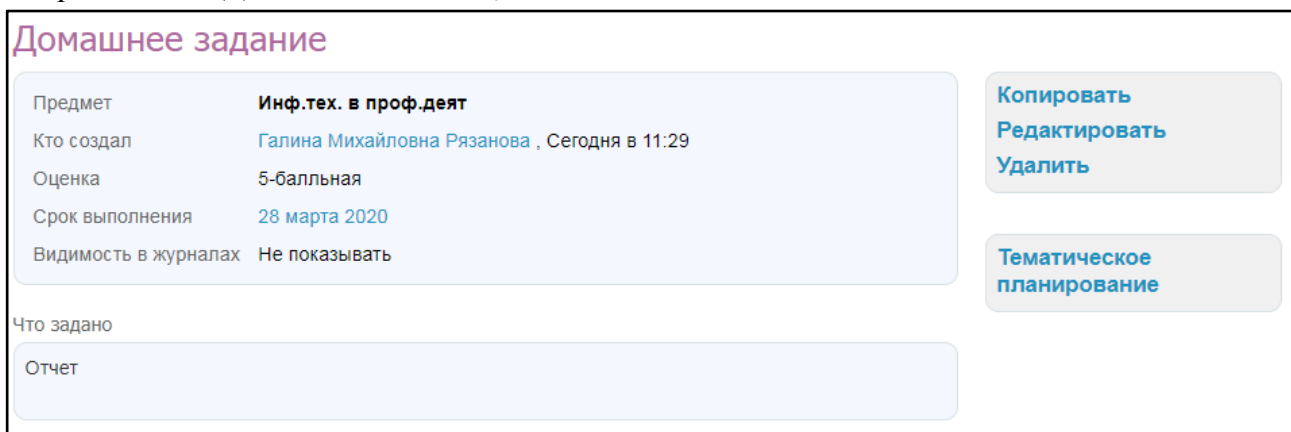 Домашнее задание
Предмет Инф.тех. в проф.деят
Кто создал Галина Михайловна Рязанова , Сегодня в 11:29
Оценка 5-балльная
Срок выполнения 28 марта 2020
Видимость в журналах Не показывать
Что задано
Отчет
Копировать
Редактировать
Удалить
Тематическое
планирование